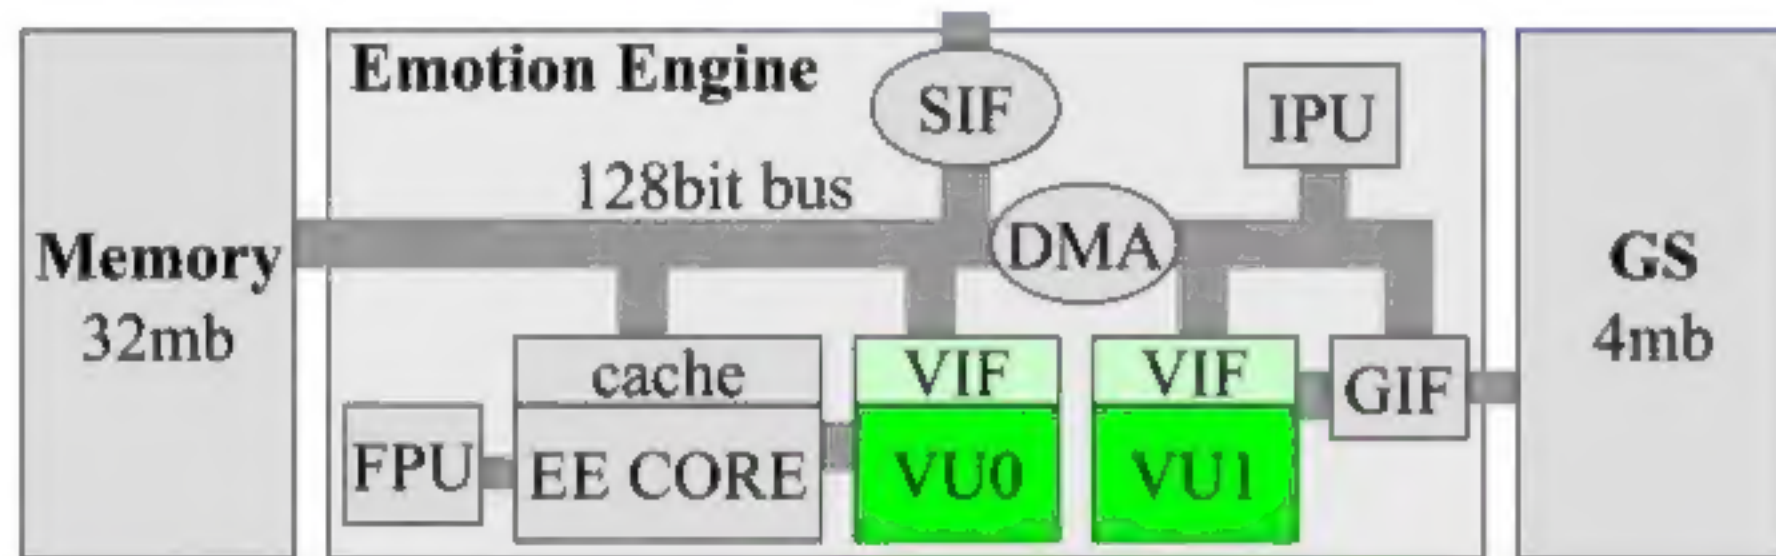 Emotion Engine
SIF
IPU
128bit bus
DMA
Memory
32mb
GS
4mb
cache
VIF
VIF
GIF
FPU
EE CORE
VU0
VU1